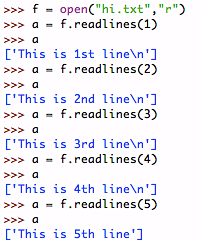 >>> f = open("hi.txt","r")
>>> a = f.readlines(1)
>>> a
['This is 1st line\n']
>>> a = f.readlines(2)
>>> a
['This is 2nd line\n']
>>> a = f.readlines(3)
>>> a
['This is 3rd line\n']
>>> a = f.readlines(4)
>>> a
['This is 4th line\n']
>>> a = f.readlines(5)
>>> a
['This is 5th line']